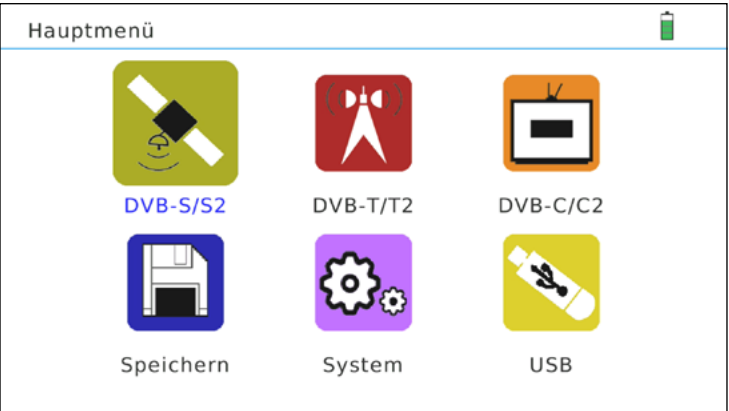 Hauptmenü
DVB-S/S2 DVB-T/T2 DVB-C/C2
Speichern System USB